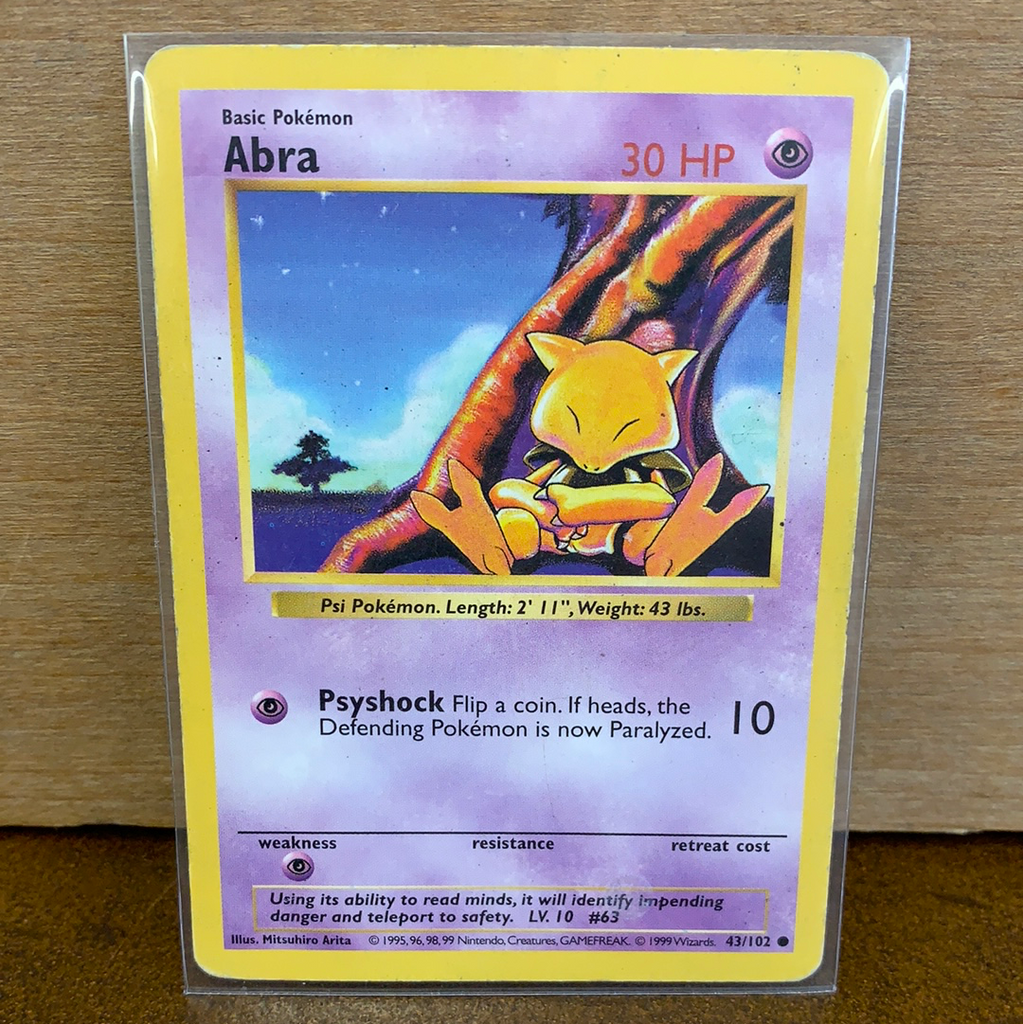 Basic Pokémon
Abra 30 HP
Psi Pokémon. Length: 2' 11", Weight: 43 lbs.
Psyshock Flip a coin. If heads, the 10
Defending Pokémon is now Paralyzed.
weakness resistance retreat cost
Using its ability to read minds, it will identify impending
danger and teleport to safety. LV. 10 #63
Illus. Mitsuhiro Arita © 1995, 96, 98, 99 Nintendo, Creatures, GAMEFREAK. © 1999 Wizards. 43/102